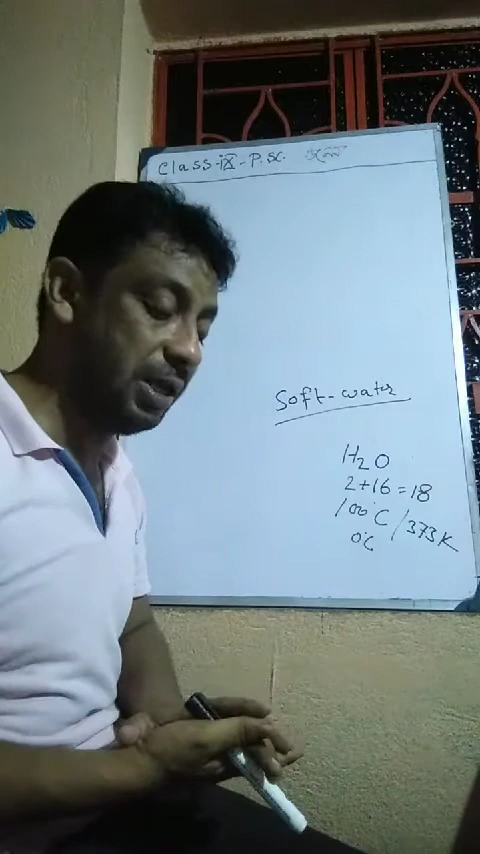 Class-IX-P.Sc.
Soft-water
H₂O
2+16=18
100°C/373K
0°C